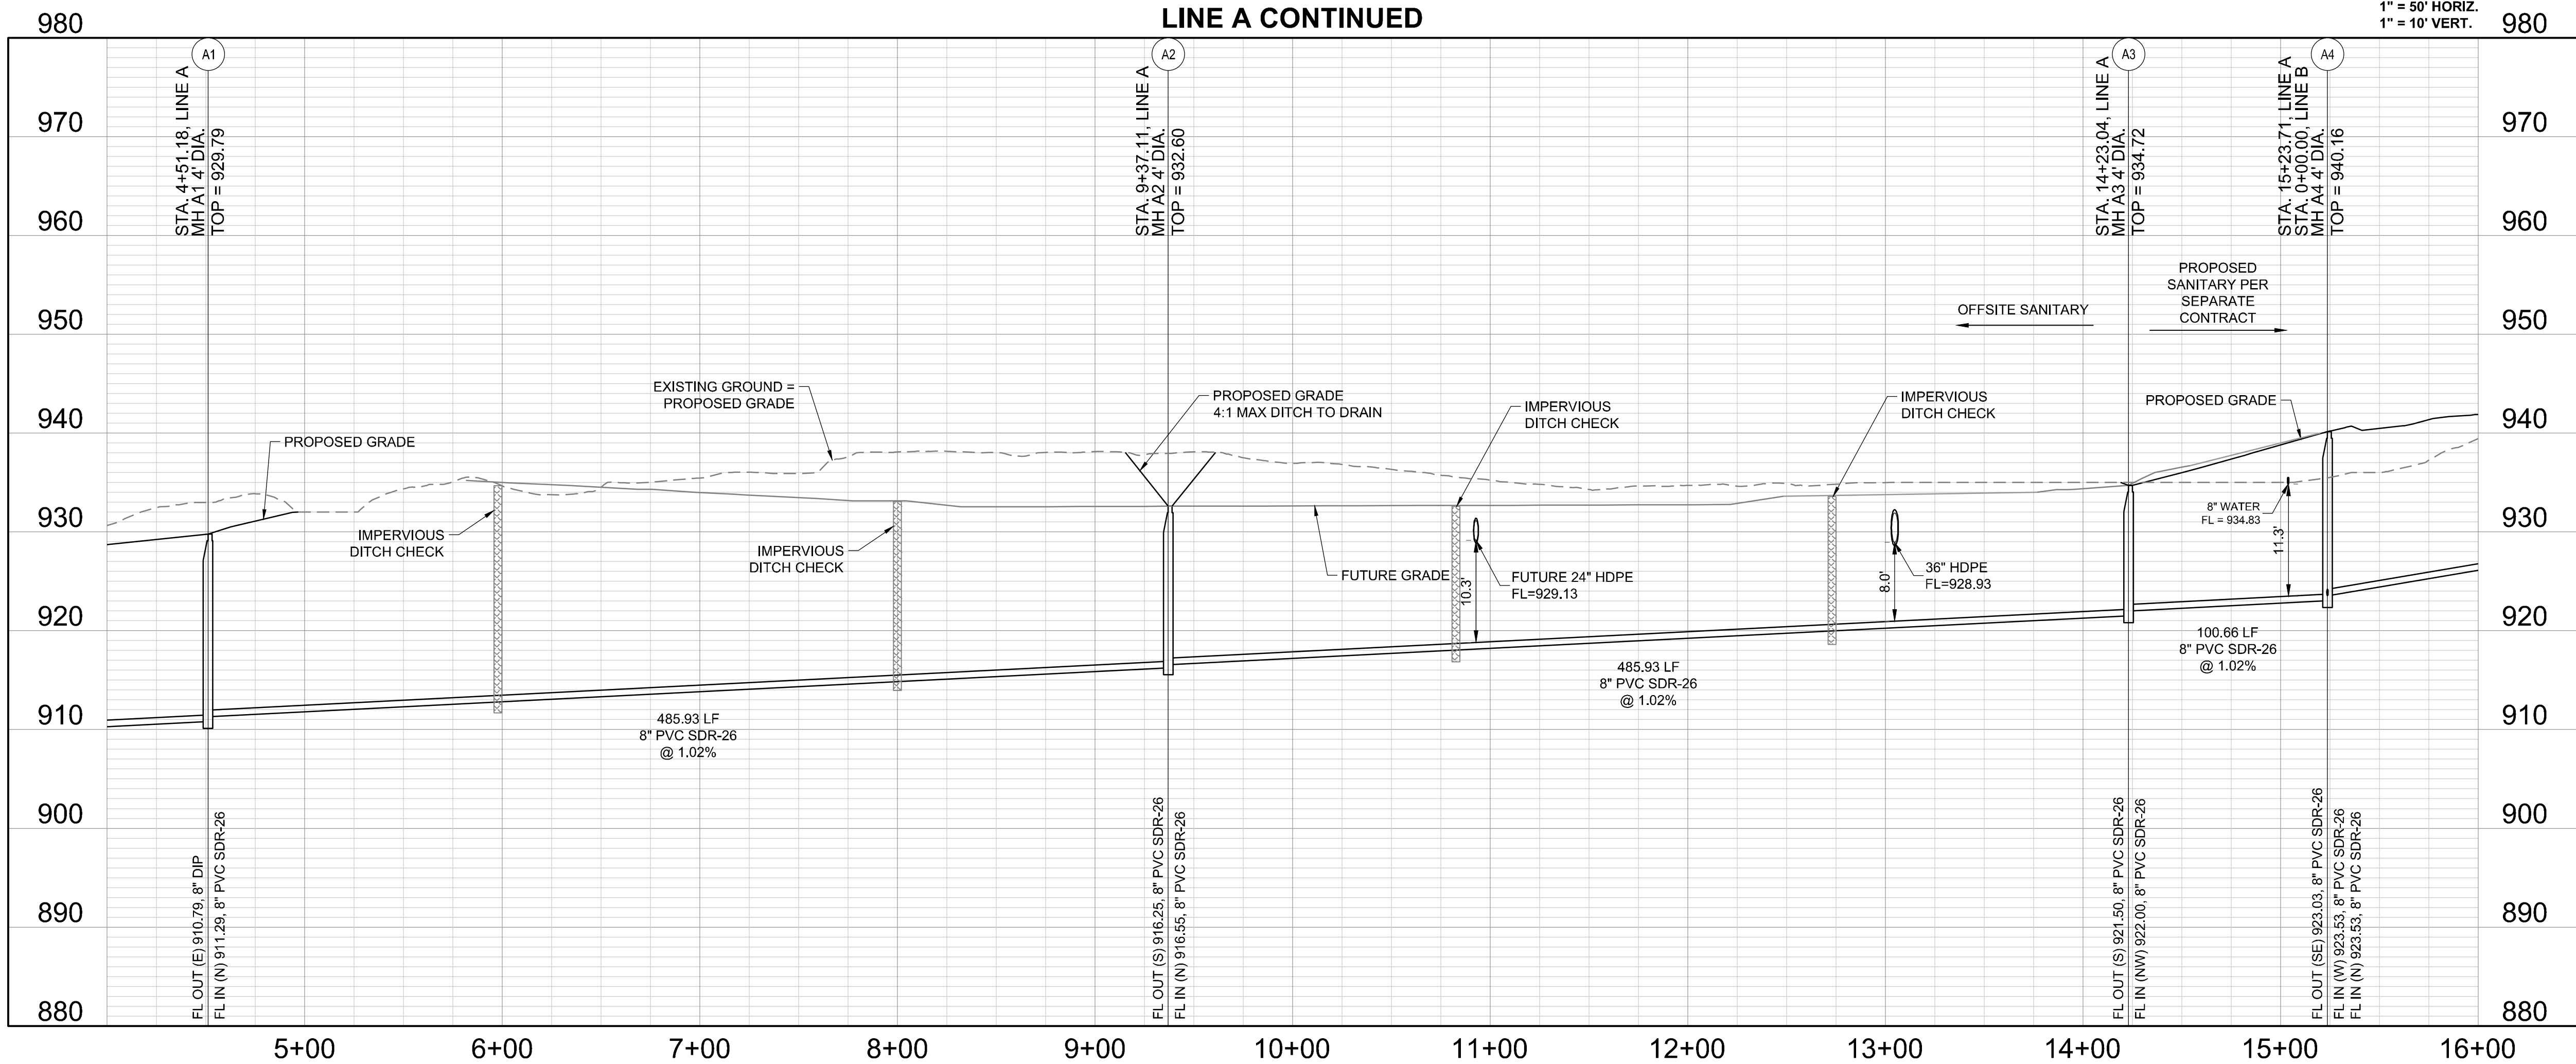 LINE A CONTINUED
1" = 50' HORIZ.
1" = 10' VERT.
980
980
A1
A2
A3
A4
STA. 4+51.18, LINE A
MH A1 4' DIA.
TOP = 929.79
STA. 9+37.11, LINE A
MH A2 4' DIA.
TOP = 932.60
STA. 14+23.04, LINE A
MH A3 4' DIA.
TOP = 934.72
STA. 15+23.71, LINE A
STA. 0+00.00, LINE B
MH A4 4' DIA.
TOP = 940.16
970
970
960
960
950
950
OFFSITE SANITARY
PROPOSED
SANITARY PER
SEPARATE
CONTRACT
940
940
PROPOSED GRADE
EXISTING GROUND =
PROPOSED GRADE
PROPOSED GRADE
4:1 MAX DITCH TO DRAIN
IMPERVIOUS
DITCH CHECK
IMPERVIOUS
DITCH CHECK
PROPOSED GRADE
930
930
IMPERVIOUS
DITCH CHECK
IMPERVIOUS
DITCH CHECK
FUTURE GRADE
10.3'
FUTURE 24" HDPE
FL=929.13
8.0'
36" HDPE
FL=928.93
8" WATER
FL = 934.83
11.3'
920
920
485.93 LF
8" PVC SDR-26
@ 1.02%
485.93 LF
8" PVC SDR-26
@ 1.02%
100.66 LF
8" PVC SDR-26
@ 1.02%
910
910
900
900
890
890
880
880
FL OUT (E) 910.79, 8" DIP
FL IN (N) 911.29, 8" PVC SDR-26
FL OUT (S) 916.25, 8" PVC SDR-26
FL IN (N) 916.55, 8" PVC SDR-26
FL OUT (S) 921.50, 8" PVC SDR-26
FL IN (NW) 922.00, 8" PVC SDR-26
FL OUT (SE) 923.03, 8" PVC SDR-26
FL IN (W) 923.53, 8" PVC SDR-26
FL IN (N) 923.53, 8" PVC SDR-26
5+00
6+00
7+00
8+00
9+00
10+00
11+00
12+00
13+00
14+00
15+00
16+00